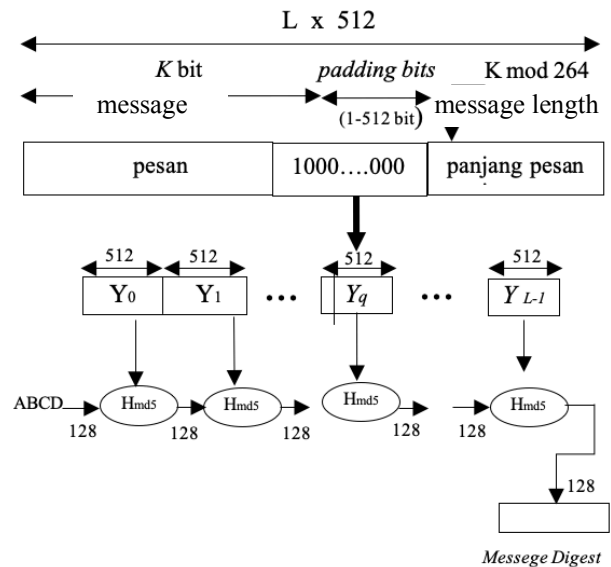 L x 512
K bit padding bits K mod 264
message (1-512 bit) message length
pesan 1000....000 panjang pesan
512 512 512 512
Y0 Y1 ... Yq ... Y L-1
ABCD Hmd5 Hmd5 Hmd5 Hmd5
128 128 128 128 128
128
Messege Digest